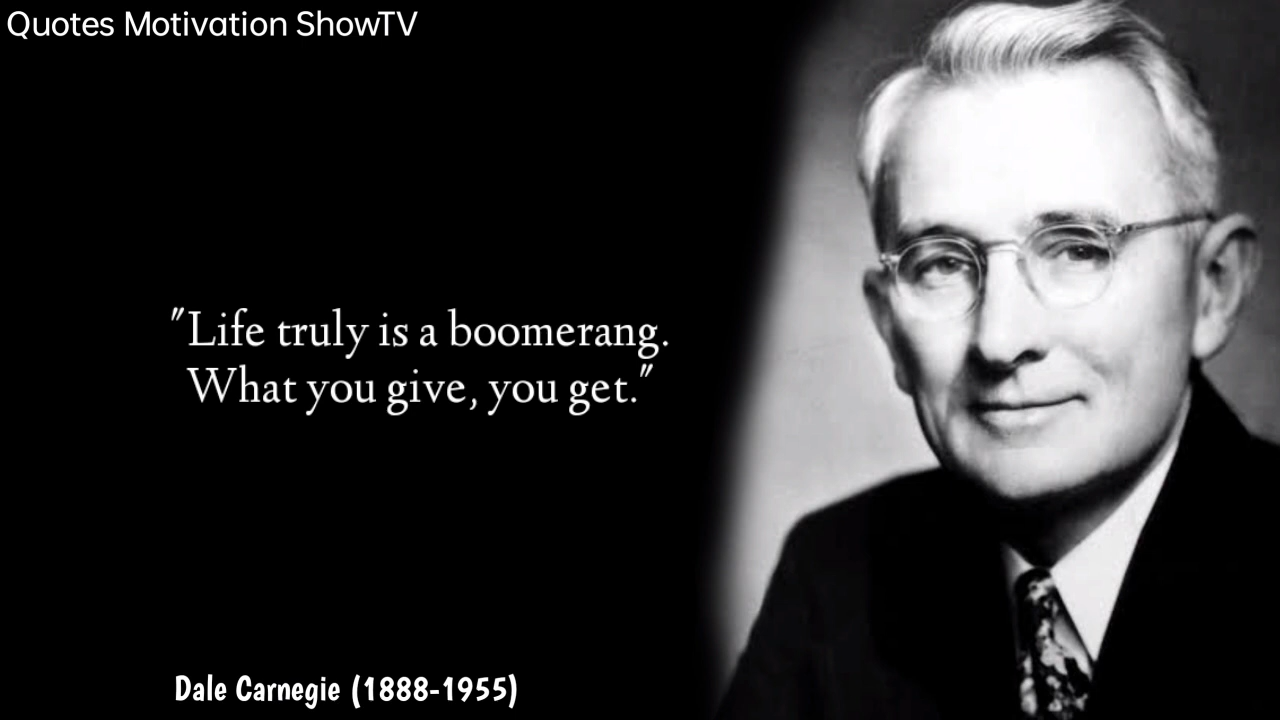 Quotes Motivation ShowTV
"Life truly is a boomerang.
What you give, you get."
Dale Carnegie (1888-1955)